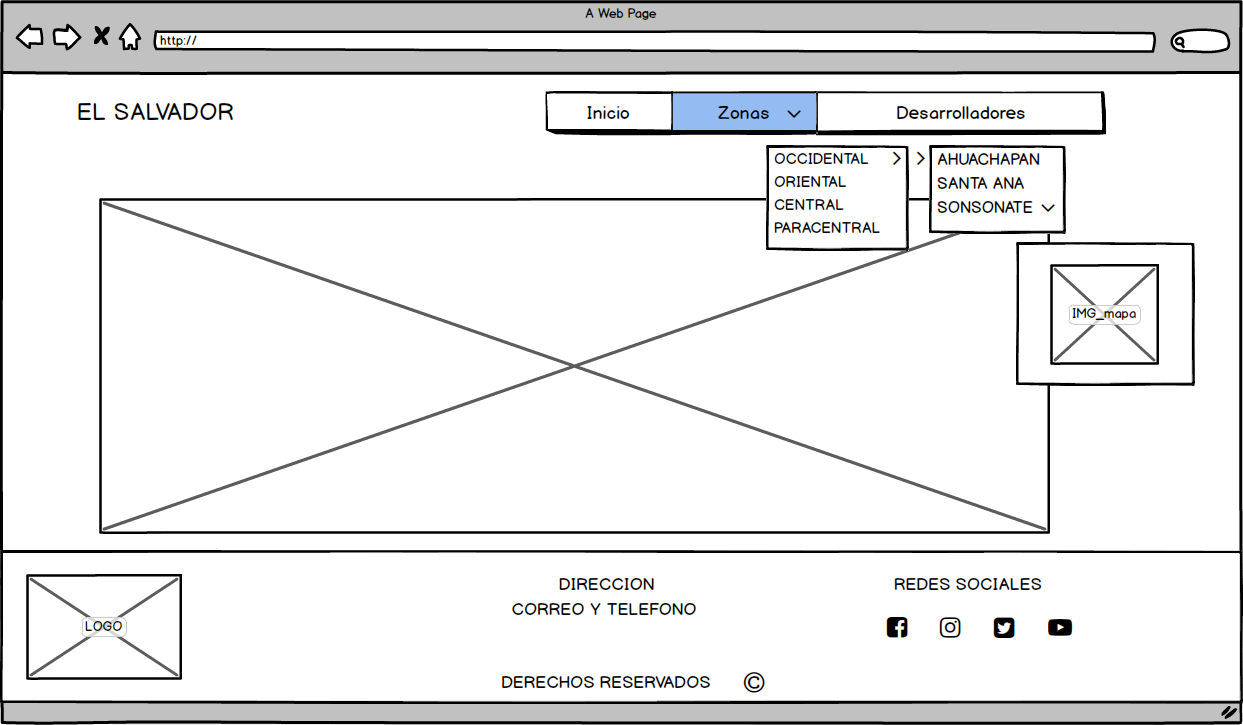 A Web Page
http://
EL SALVADOR
Inicio
Zonas
Desarrolladores
OCCIDENTAL
ORIENTAL
CENTRAL
PARACENTRAL
AHUACHAPAN
SANTA ANA
SONSONATE
IMG_mapa
LOGO
DIRECCION
CORREO Y TELEFONO
REDES SOCIALES
DERECHOS RESERVADOS ©